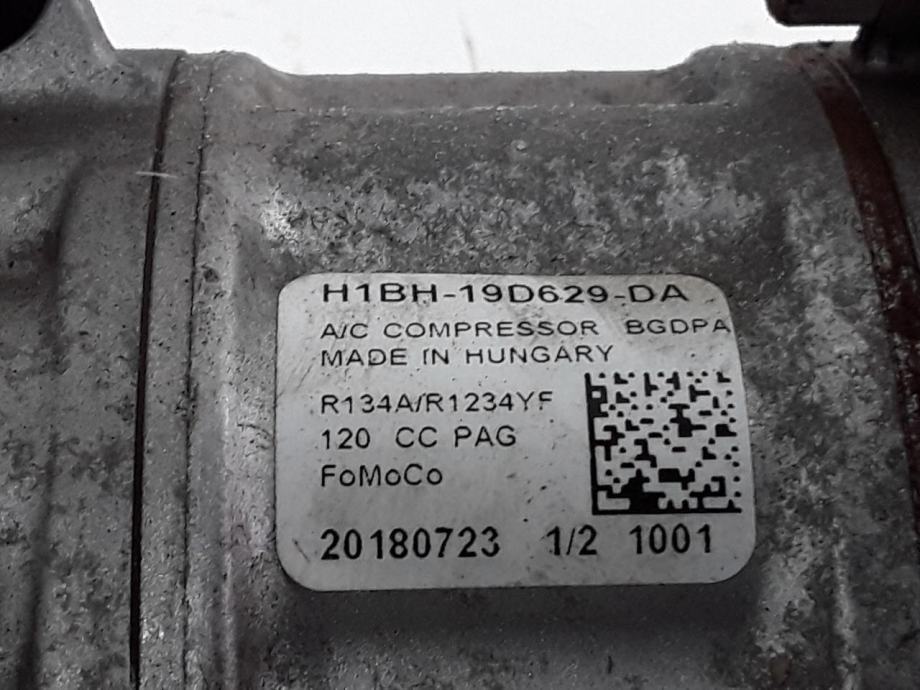 H1BH-19D629-DA
A/C COMPRESSOR BGDPA
MADE IN HUNGARY
R134A/R1234YF
120 CC PAG
FoMoCo
20180723 1/2 1001